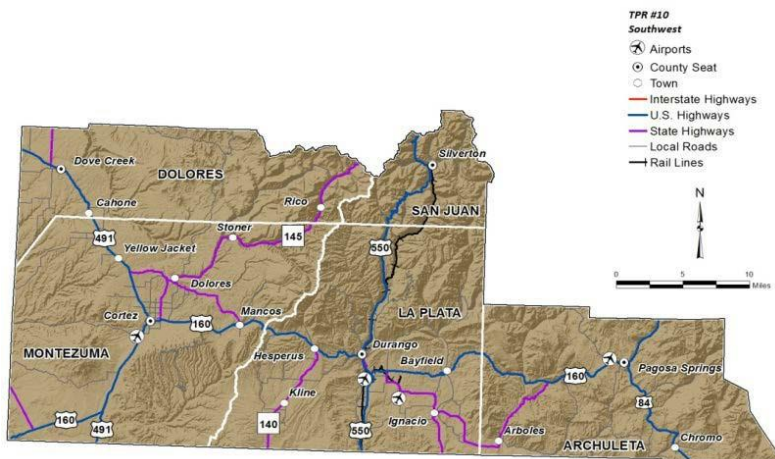 TPR #10
Southwest
Airports
County Seat
Town
Interstate Highways
U.S. Highways
State Highways
Local Roads
Rail Lines
N
0 5 10
Miles
Dove Creek
DOLORES
Silverton
Cahone
Rico
SAN JUAN
Stoner
145
491
550
Yellow Jacket
Dolores
LA PLATA
Cortez
160
Mancos
MONTEZUMA
Hesperus
Durango
Bayfield
160
Pagosa Springs
Kline
84
160
491
140
550
Ignacio
Arboles
ARCHULETA
Chromo